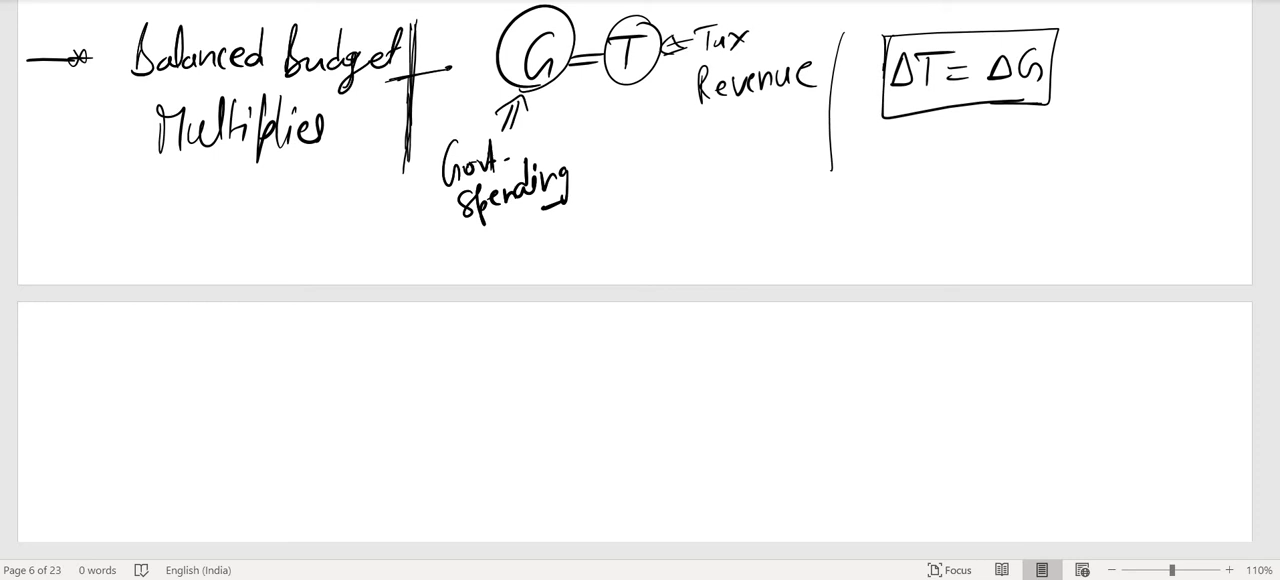 Balanced Budget
Multiplier
G = T ⇐ Tax
Revenue
ΔT = ΔG
Govt.
Spending
Page 6 of 23 0 words English (India) Focus 110%